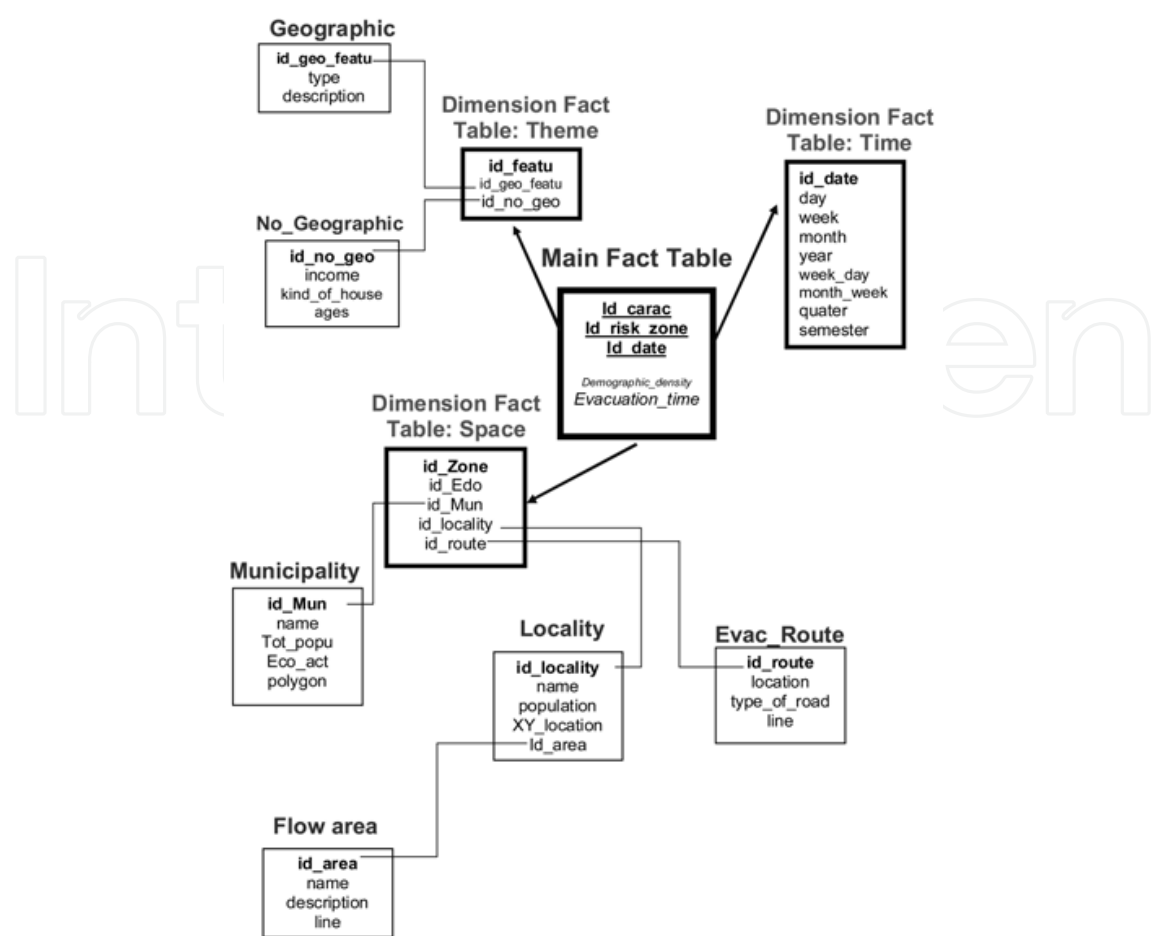 Geographic
id_geo_featu
type
description
Dimension Fact
Table: Theme
id_featu
id_geo_featu
id_no_geo
Dimension Fact
Table: Time
id_date
day
week
month
year
week_day
month_week
quater
semester
No_Geographic
id_no_geo
income
kind_of_house
ages
Main Fact Table
Id_carac
Id_risk_zone
Id_date
Demographic_density
Evacuation_time
Dimension Fact
Table: Space
id_Zone
id_Edo
id_Mun
id_locality
id_route
Municipality
id_Mun
name
Tot_popu
Eco_act
polygon
Locality
id_locality
name
population
XY_location
Id_area
Evac_Route
id_route
location
type_of_road
line
Flow area
id_area
name
description
line